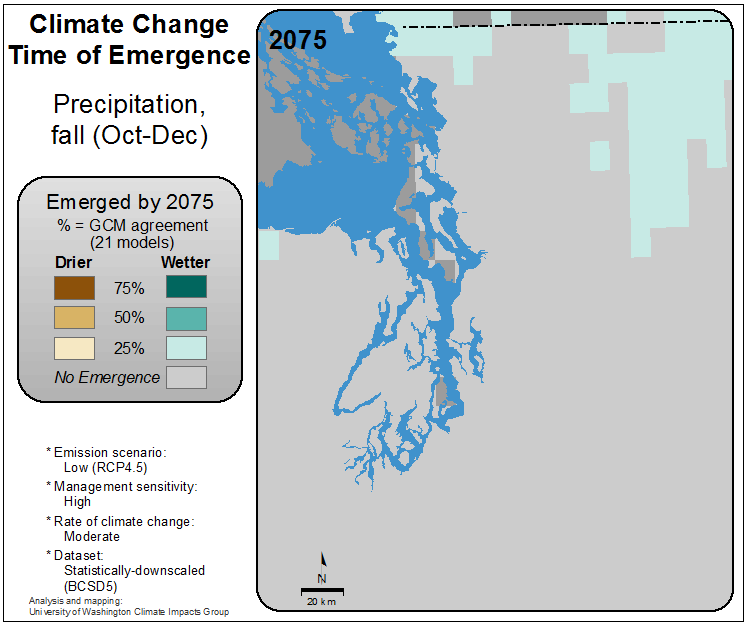 Climate Change
Time of Emergence
Precipitation,
fall (Oct-Dec)
Emerged by 2075
% = GCM agreement
(21 models)
Drier Wetter
75%
50%
25%
No Emergence
* Emission scenario:
Low (RCP4.5)
* Management sensitivity:
High
* Rate of climate change:
Moderate
* Dataset:
Statistically-downscaled
(BCSD5)
Analysis and mapping:
University of Washington Climate Impacts Group
2075
N
20 km